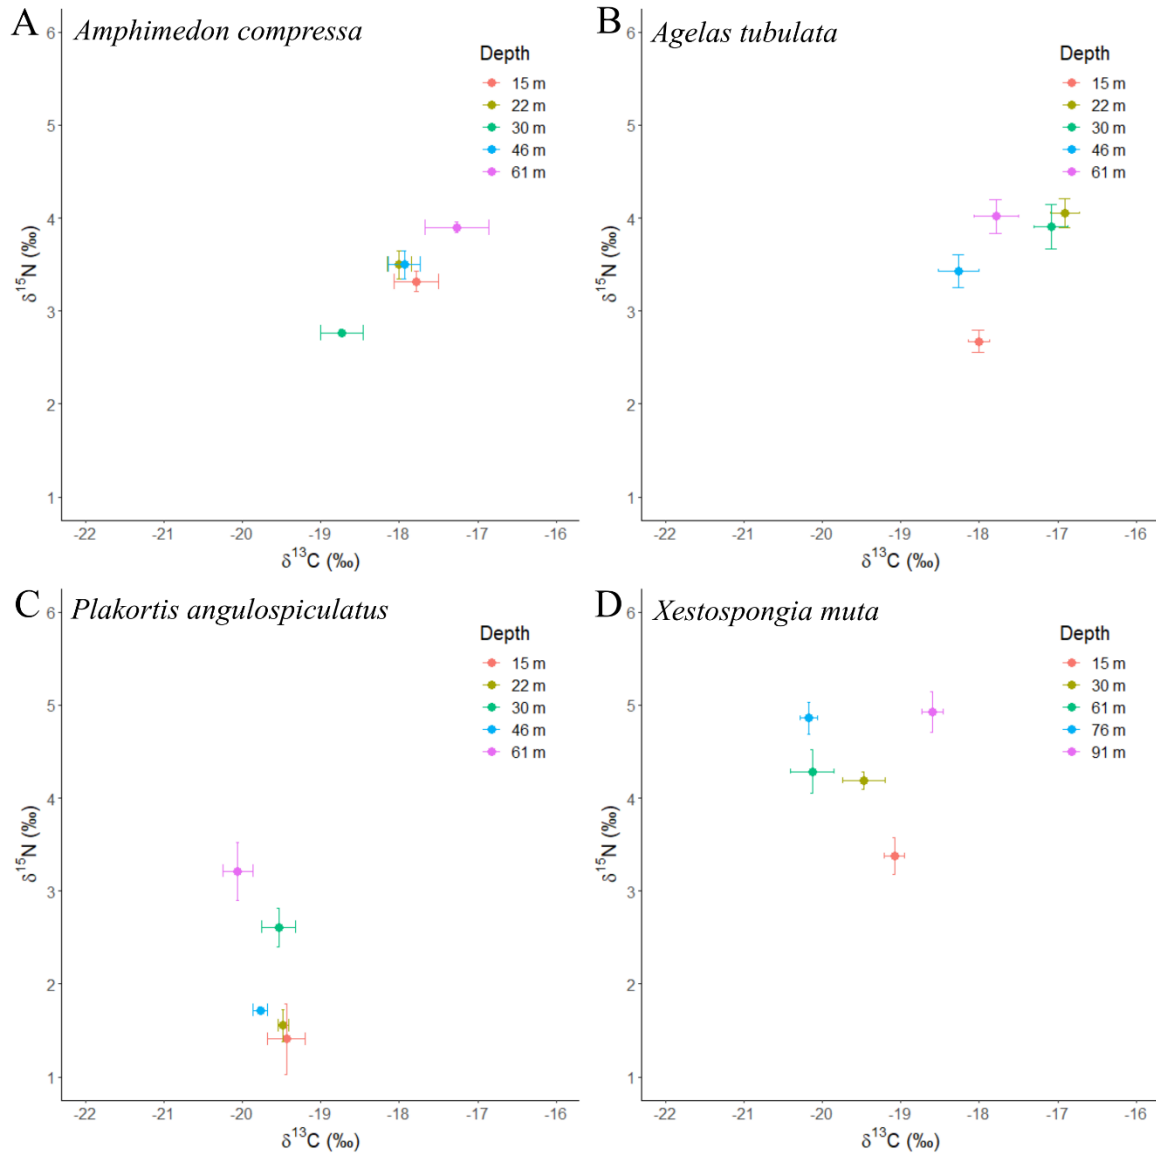 A Amphimedon compressa
Depth
15 m
22 m
30 m
46 m
61 m
6
5
4
3
2
1
δ15N (‰)
-22 -21 -20 -19 -18 -17 -16
δ13C (‰)
B Agelas tubulata
Depth
15 m
22 m
30 m
46 m
61 m
6
5
4
3
2
1
δ15N (‰)
-22 -21 -20 -19 -18 -17 -16
δ13C (‰)
C Plakortis angulospiculatus
Depth
15 m
22 m
30 m
46 m
61 m
6
5
4
3
2
1
δ15N (‰)
-22 -21 -20 -19 -18 -17 -16
δ13C (‰)
D Xestospongia muta
Depth
15 m
30 m
61 m
76 m
91 m
6
5
4
3
2
1
δ15N (‰)
-22 -21 -20 -19 -18 -17 -16
δ13C (‰)